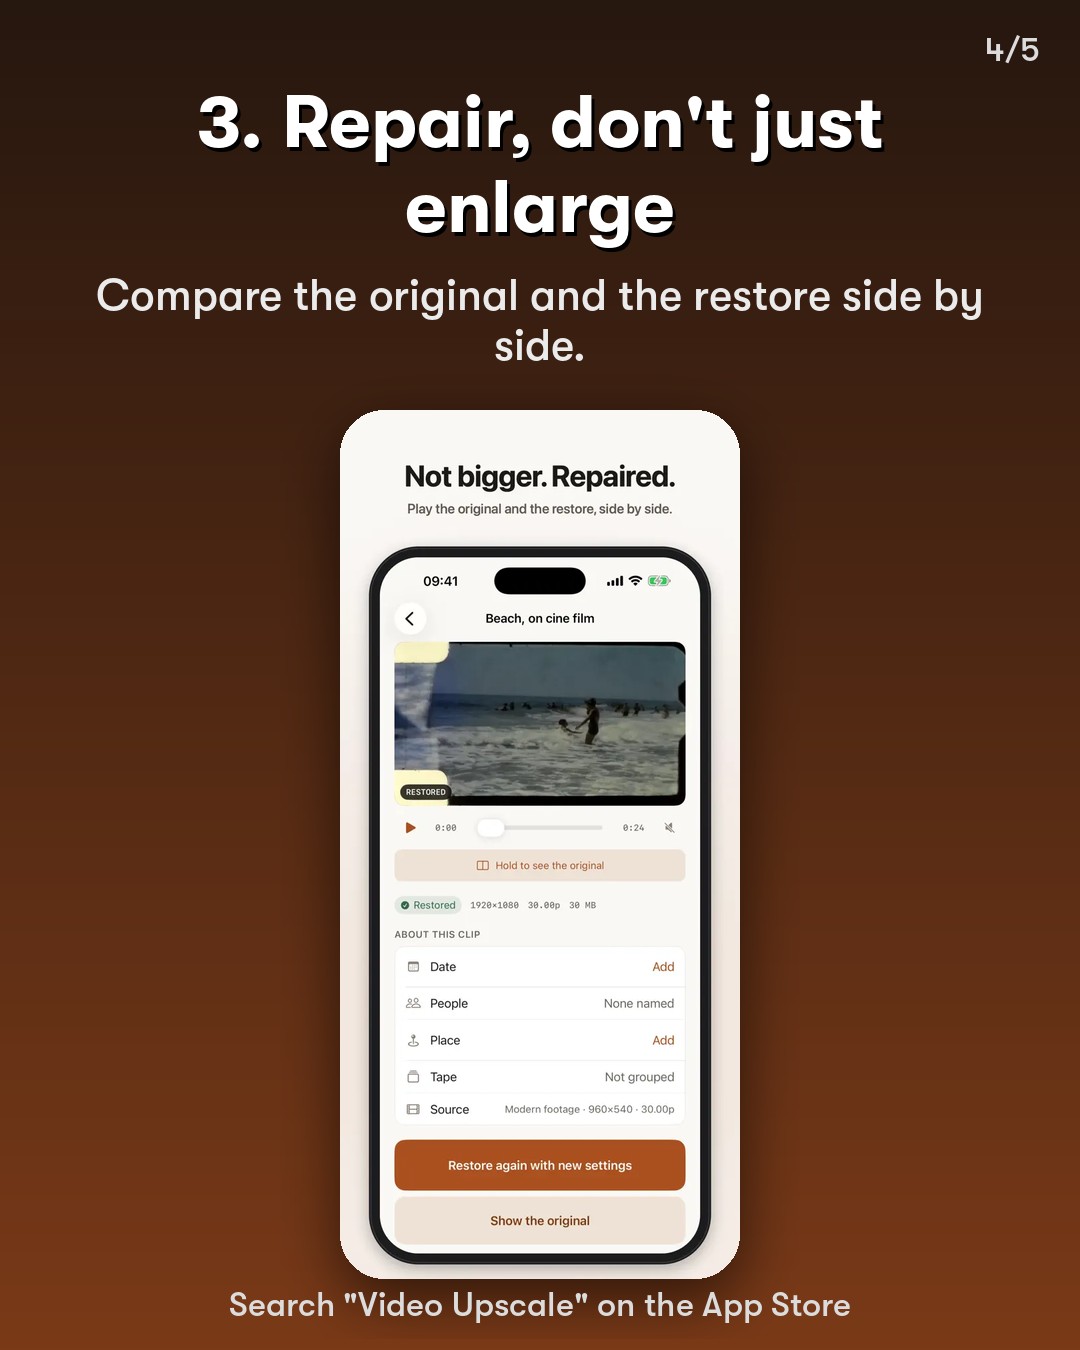 4/5
3. Repair, don't just
enlarge
Compare the original and the restore side by
side.
Not bigger. Repaired.
Play the original and the restore, side by side.
09:41
Beach, on cine film
RESTORED
0:00
0:24
Hold to see the original
Restored 1920×1080 30.00p 30 MB
ABOUT THIS CLIP
Date Add
People None named
Place Add
Tape Not grouped
Source Modern footage · 960×540 · 30.00p
Restore again with new settings
Show the original
Search "Video Upscale" on the App Store